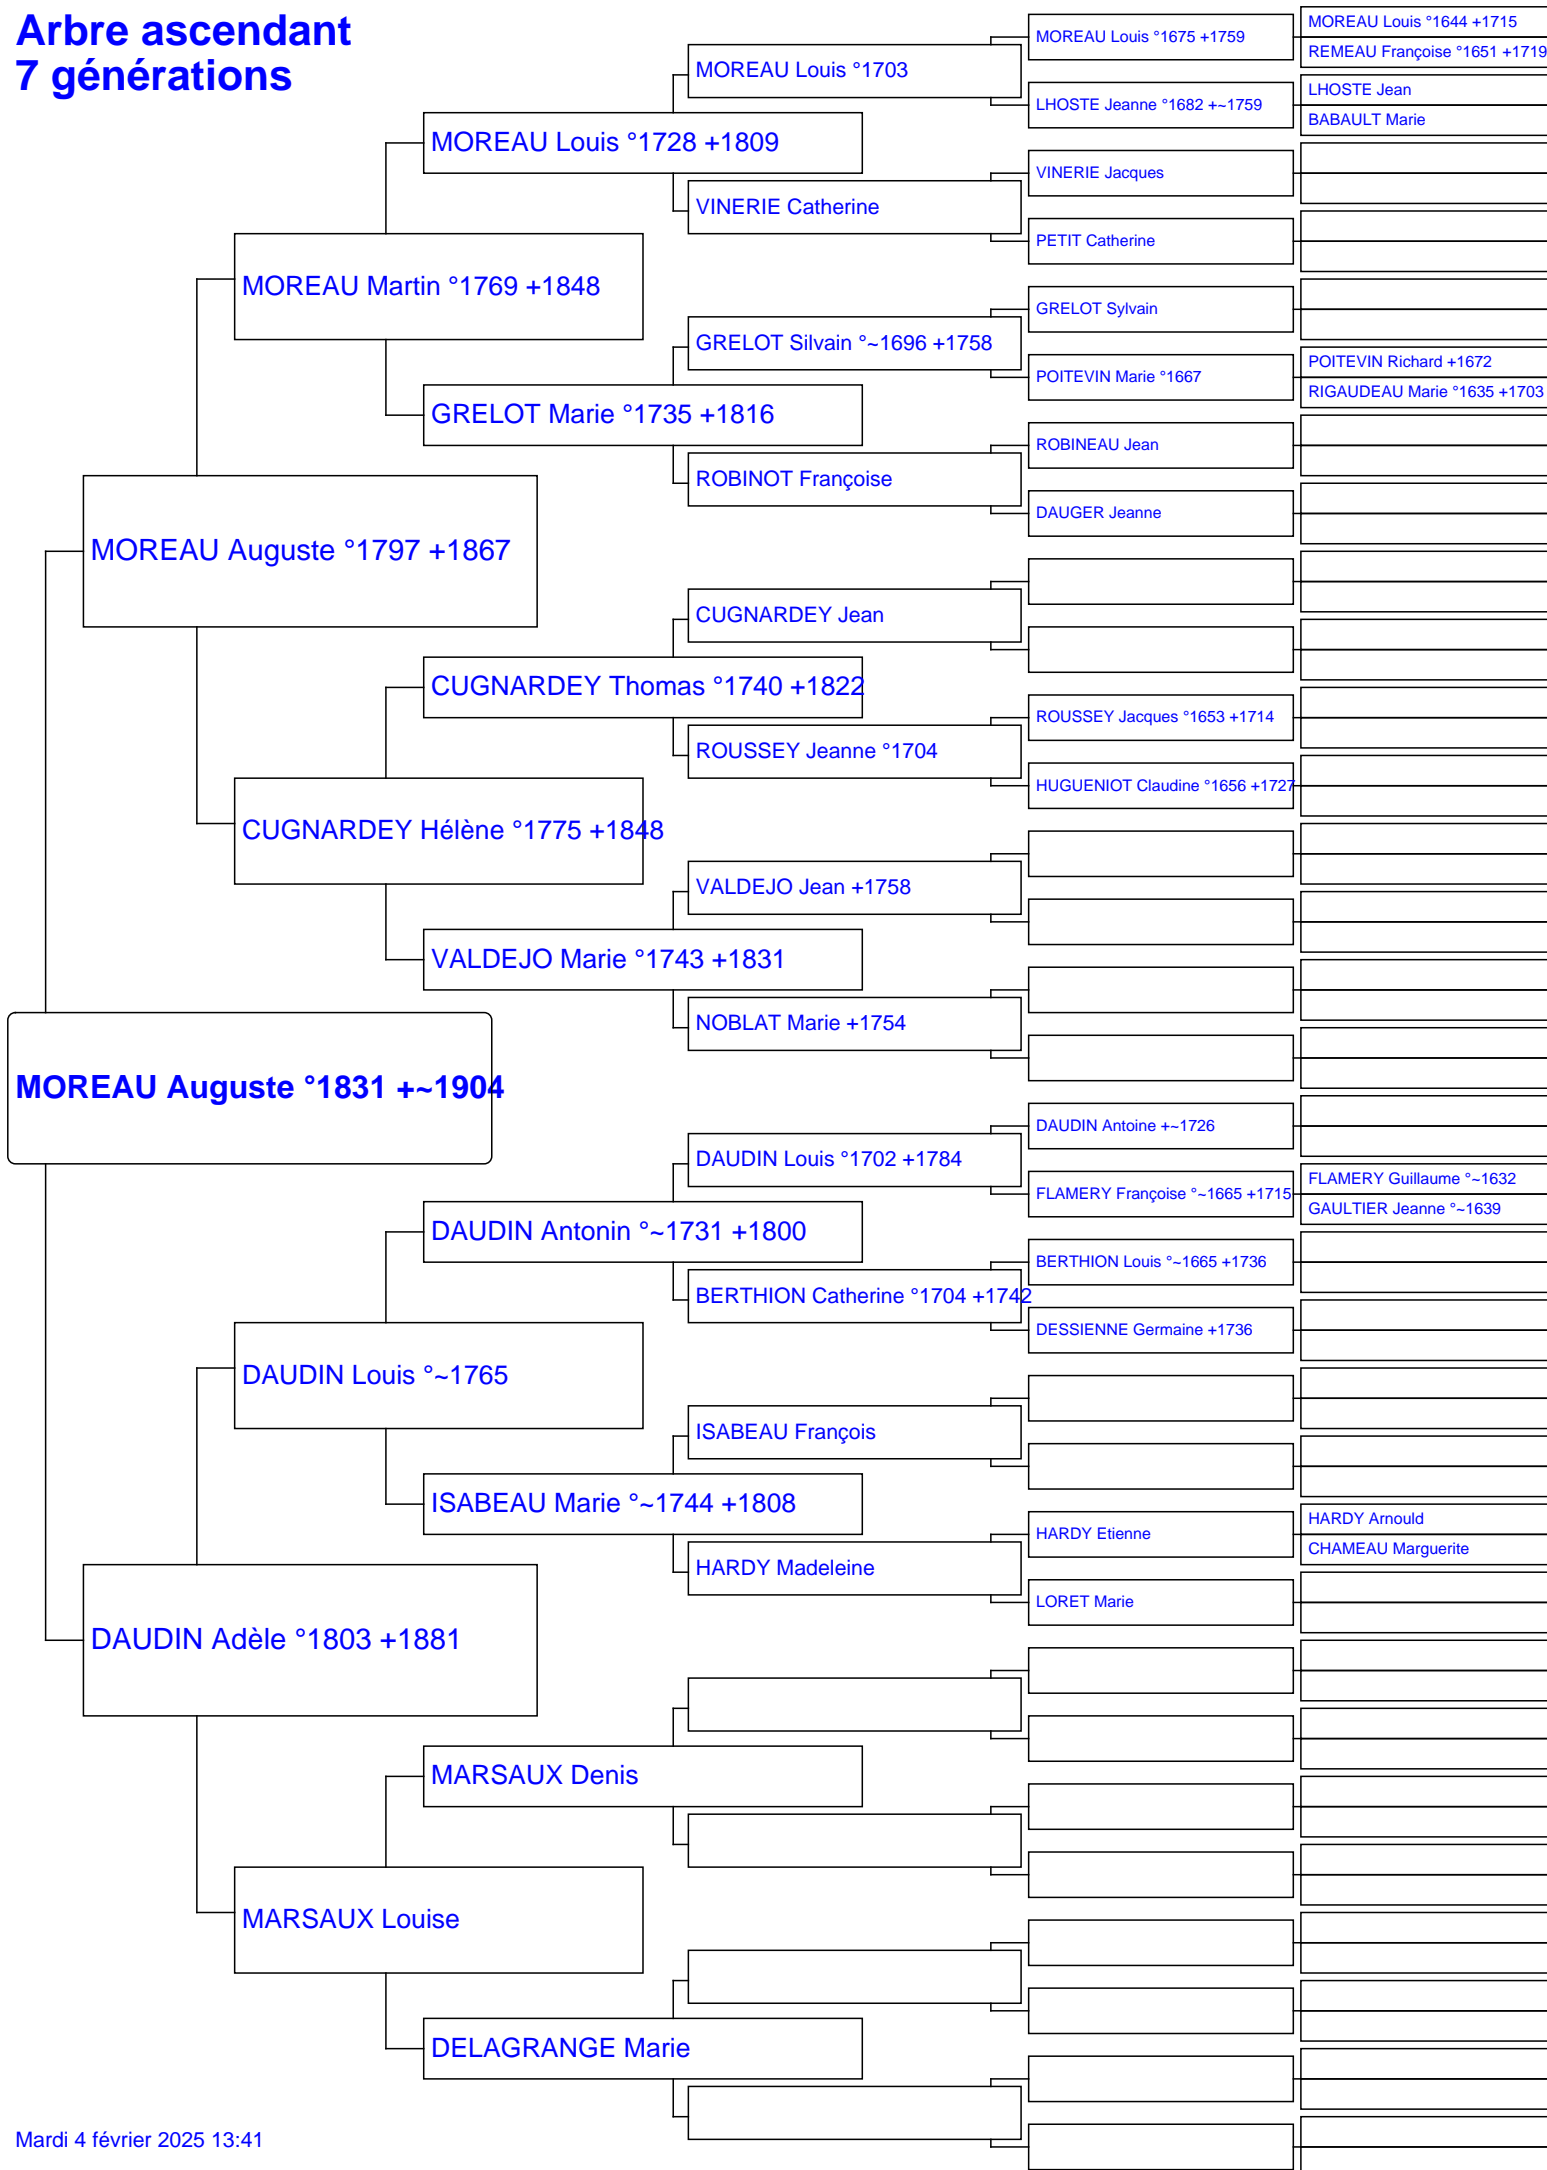 Arbre ascendant
7 générations
MOREAU Auguste °1831 +~1904
MOREAU Auguste °1797 +1867
DAUDIN Adèle °1803 +1881
MOREAU Martin °1769 +1848
CUGNARDEY Hélène °1775 +1848
DAUDIN Louis °~1765
MARSAUX Louise
MOREAU Louis °1728 +1809
GRELOT Marie °1735 +1816
CUGNARDEY Thomas °1740 +1822
VALDEJO Marie °1743 +1831
DAUDIN Antonin °~1731 +1800
ISABEAU Marie °~1744 +1808
MARSAUX Denis
DELAGRANGE Marie
MOREAU Louis °1703
VINERIE Catherine
GRELOT Silvain °~1696 +1758
ROBINOT Françoise
CUGNARDEY Jean
ROUSSEY Jeanne °1704
VALDEJO Jean +1758
NOBLAT Marie +1754
DAUDIN Louis °1702 +1784
BERTHION Catherine °1704 +1742
ISABEAU François
HARDY Madeleine
MOREAU Louis °1675 +1759
LHOSTE Jeanne °1682 +~1759
VINERIE Jacques
PETIT Catherine
GRELOT Sylvain
POITEVIN Marie °1667
ROBINEAU Jean
DAUGER Jeanne
ROUSSEY Jacques °1653 +1714
HUGUENIOT Claudine °1656 +1727
DAUDIN Antoine +~1726
FLAMERY Françoise °~1665 +1715
BERTHION Louis °~1665 +1736
DESSIENNE Germaine +1736
HARDY Etienne
LORET Marie
MOREAU Louis °1644 +1715
REMEAU Françoise °1651 +1719
LHOSTE Jean
BABAULT Marie
POITEVIN Richard +1672
RIGAUDEAU Marie °1635 +1703
FLAMERY Guillaume °~1632
GAULTIER Jeanne °~1639
HARDY Arnould
CHAMEAU Marguerite
Mardi 4 février 2025 13:41